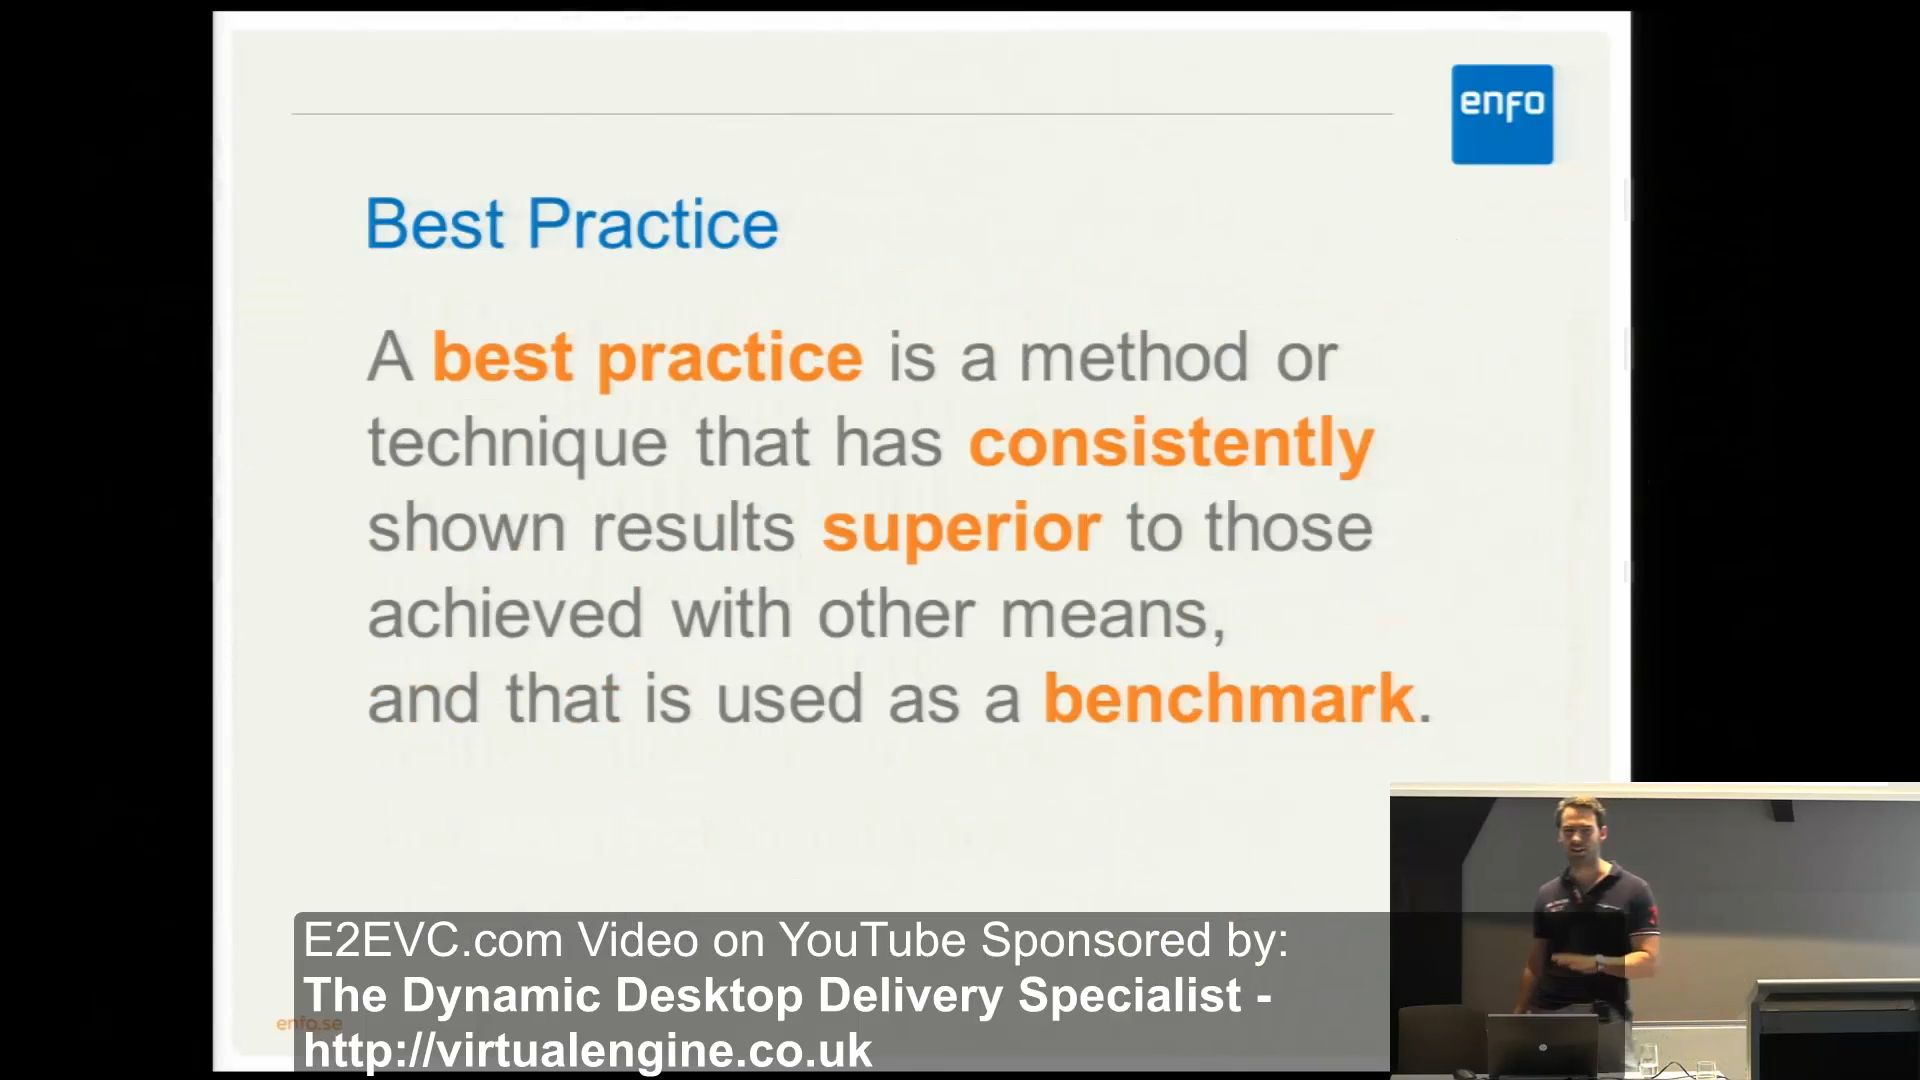 enfo
Best Practice
A best practice is a method or
technique that has consistently
shown results superior to those
achieved with other means,
and that is used as a benchmark.
enfo.se
E2EVC.com Video on YouTube Sponsored by:
The Dynamic Desktop Delivery Specialist -
http://virtualengine.co.uk